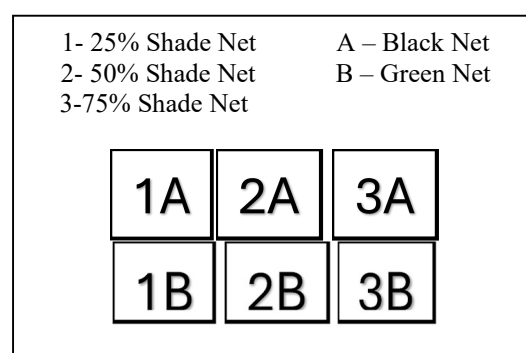 1- 25% Shade Net A – Black Net
2- 50% Shade Net B – Green Net
3-75% Shade Net
1A 2A 3A
1B 2B 3B